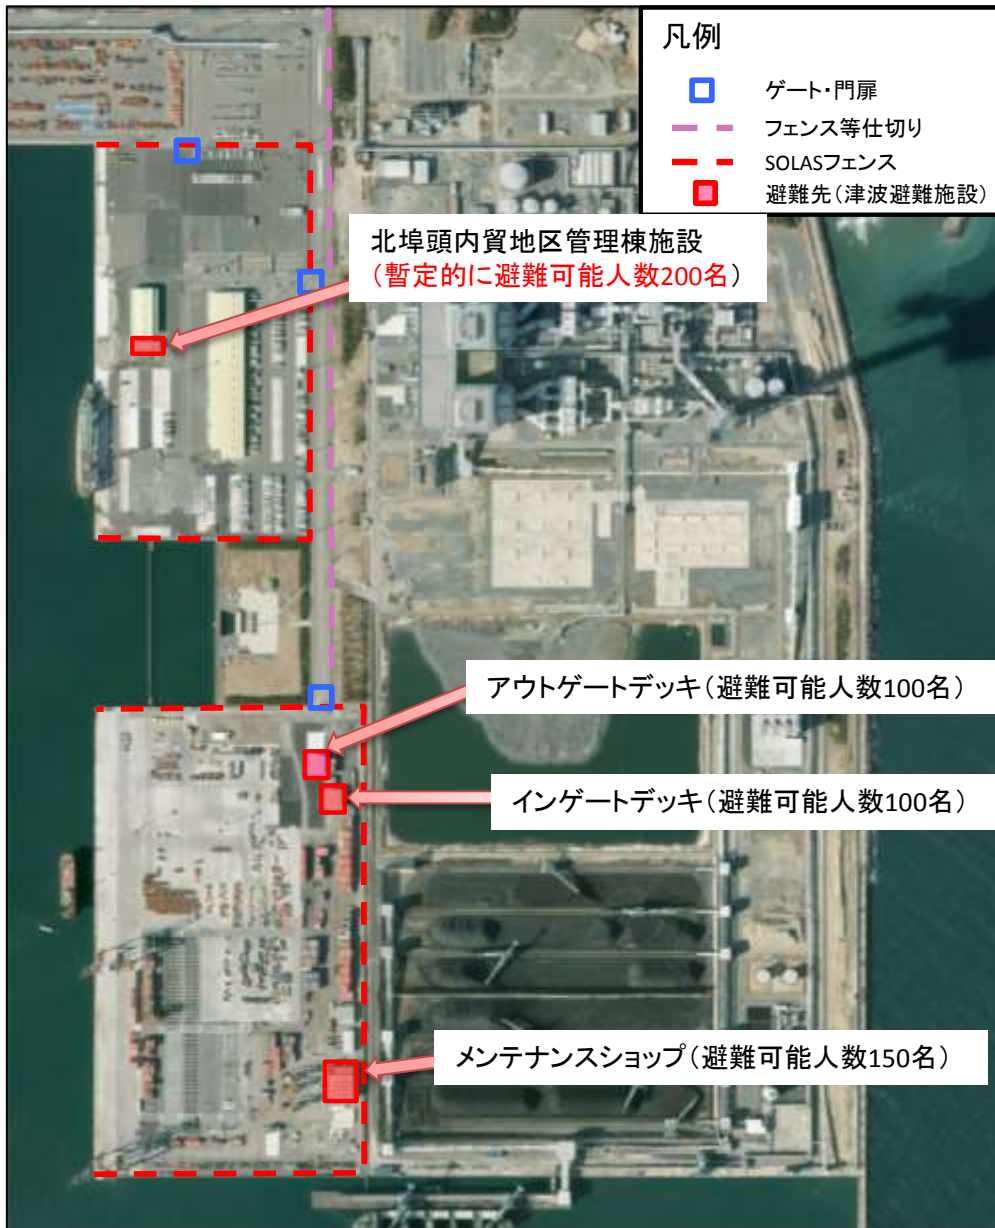 凡例
ゲート・門扉
フェンス等仕切り
SOLASフェンス
避難先(津波避難施設)
北埠頭内貿地区管理棟施設
(暫定的に避難可能人数200名)
アウトゲートデッキ(避難可能人数100名)
インゲートデッキ(避難可能人数100名)
メンテナンスショップ(避難可能人数150名)